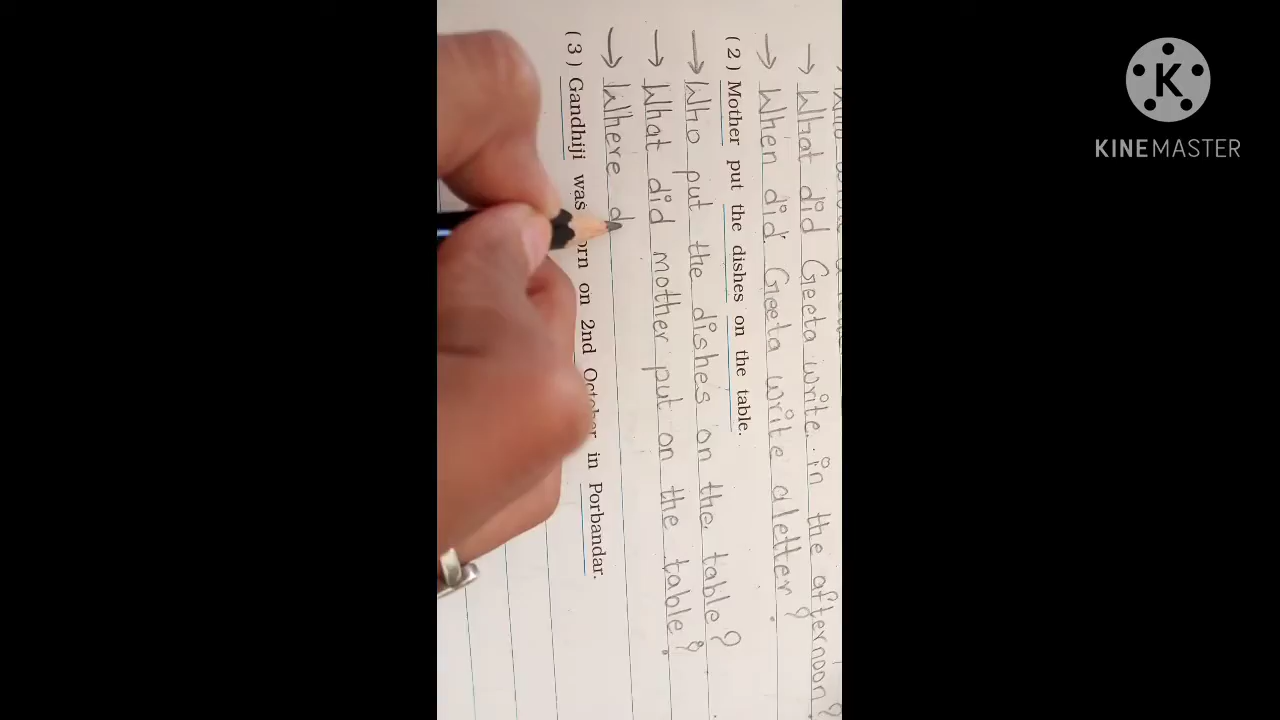 → What did Geeta write in the afternoon?
→ When did Geeta write a letter?
(2) Mother put the dishes on the table.
→ Who put the dishes on the table?
→ What did mother put on the table?
→ Where d
(3) Gandhiji was orn on 2nd October in Porbandar.
KINEMASTER